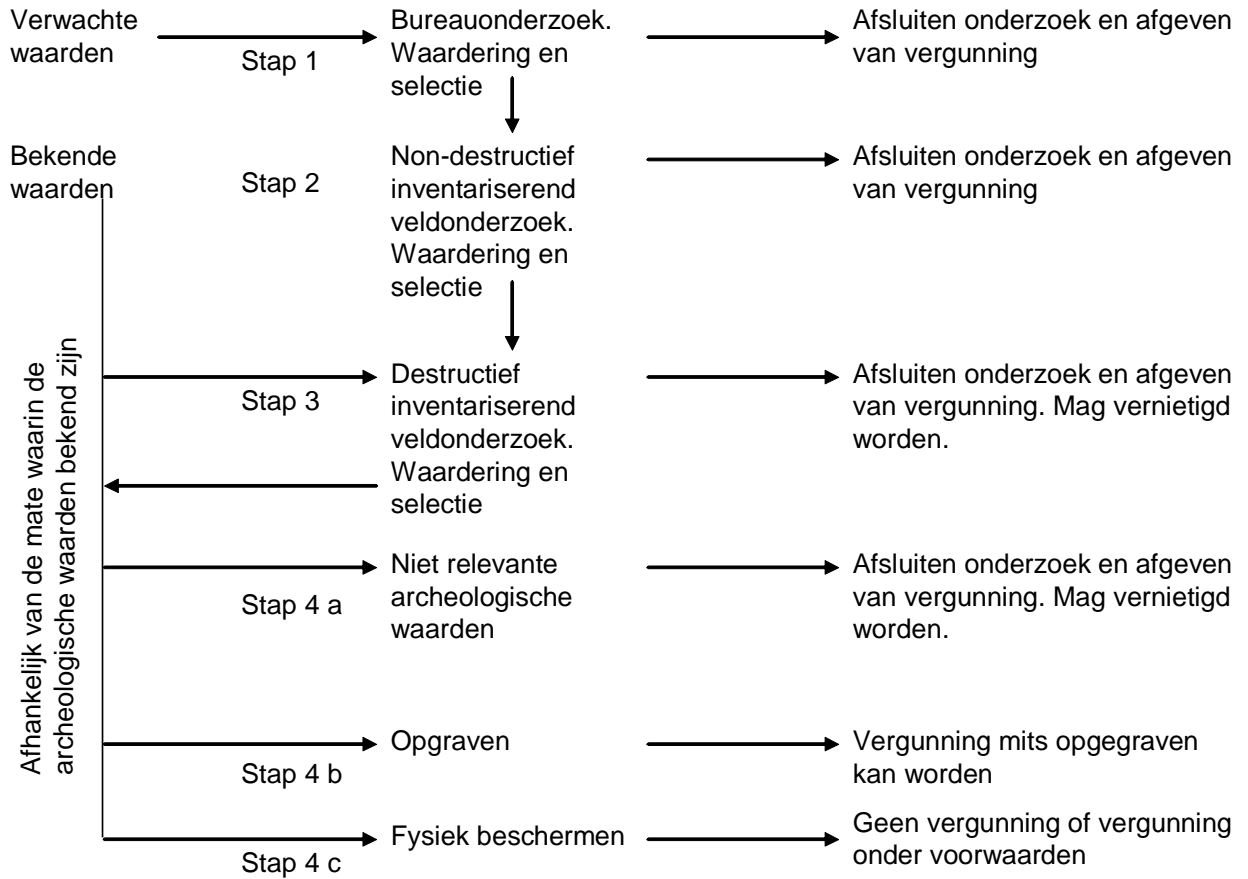 Verwachte
waarden
Stap 1
Bureauonderzoek.
Waardering en
selectie
Afsluiten onderzoek en afgeven
van vergunning
Bekende
waarden
Stap 2
Non-destructief
inventariserend
veldonderzoek.
Waardering en
selectie
Afsluiten onderzoek en afgeven
van vergunning
Afhankelijk van de mate waarin de
archeologische waarden bekend zijn
Stap 3
Destructief
inventariserend
veldonderzoek.
Waardering en
selectie
Afsluiten onderzoek en afgeven
van vergunning. Mag vernietigd
worden.
Stap 4 a
Niet relevante
archeologische
waarden
Afsluiten onderzoek en afgeven
van vergunning. Mag vernietigd
worden.
Stap 4 b
Opgraven
Vergunning mits opgegraven
kan worden
Stap 4 c
Fysiek beschermen
Geen vergunning of vergunning
onder voorwaarden